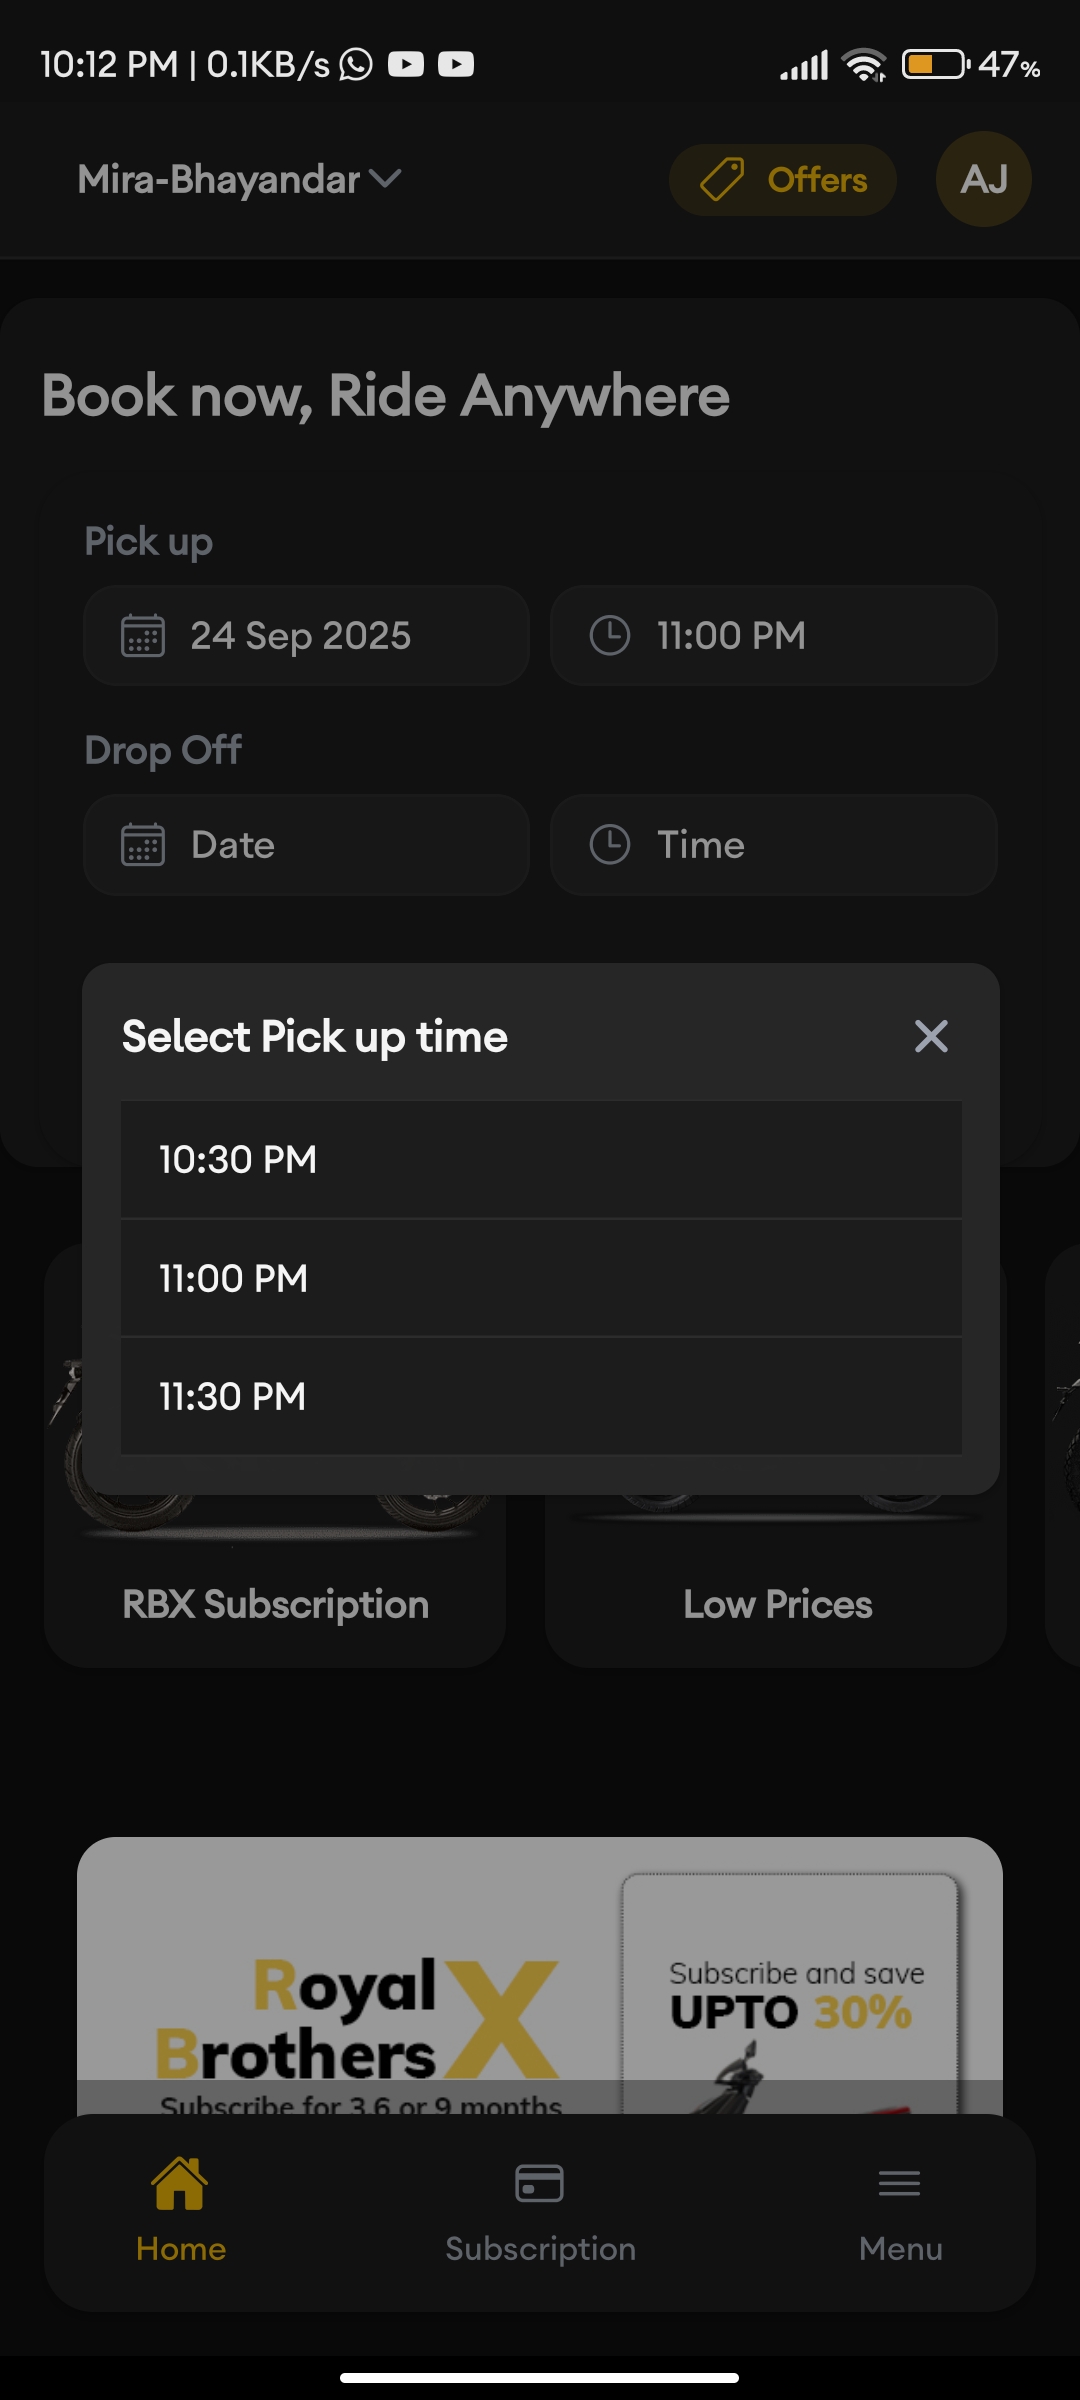 10:12 PM | 0.1KB/s 47%
Mira-Bhayandar Offers AJ
Book now, Ride Anywhere
Pick up
24 Sep 2025 11:00 PM
Drop Off
Date Time
Select Pick up time
10:30 PM
11:00 PM
11:30 PM
RBX Subscription Low Prices
Royal
Brothers X
Subscribe for 3,6 or 9 months
Subscribe and save
UPTO 30%
Home Subscription Menu